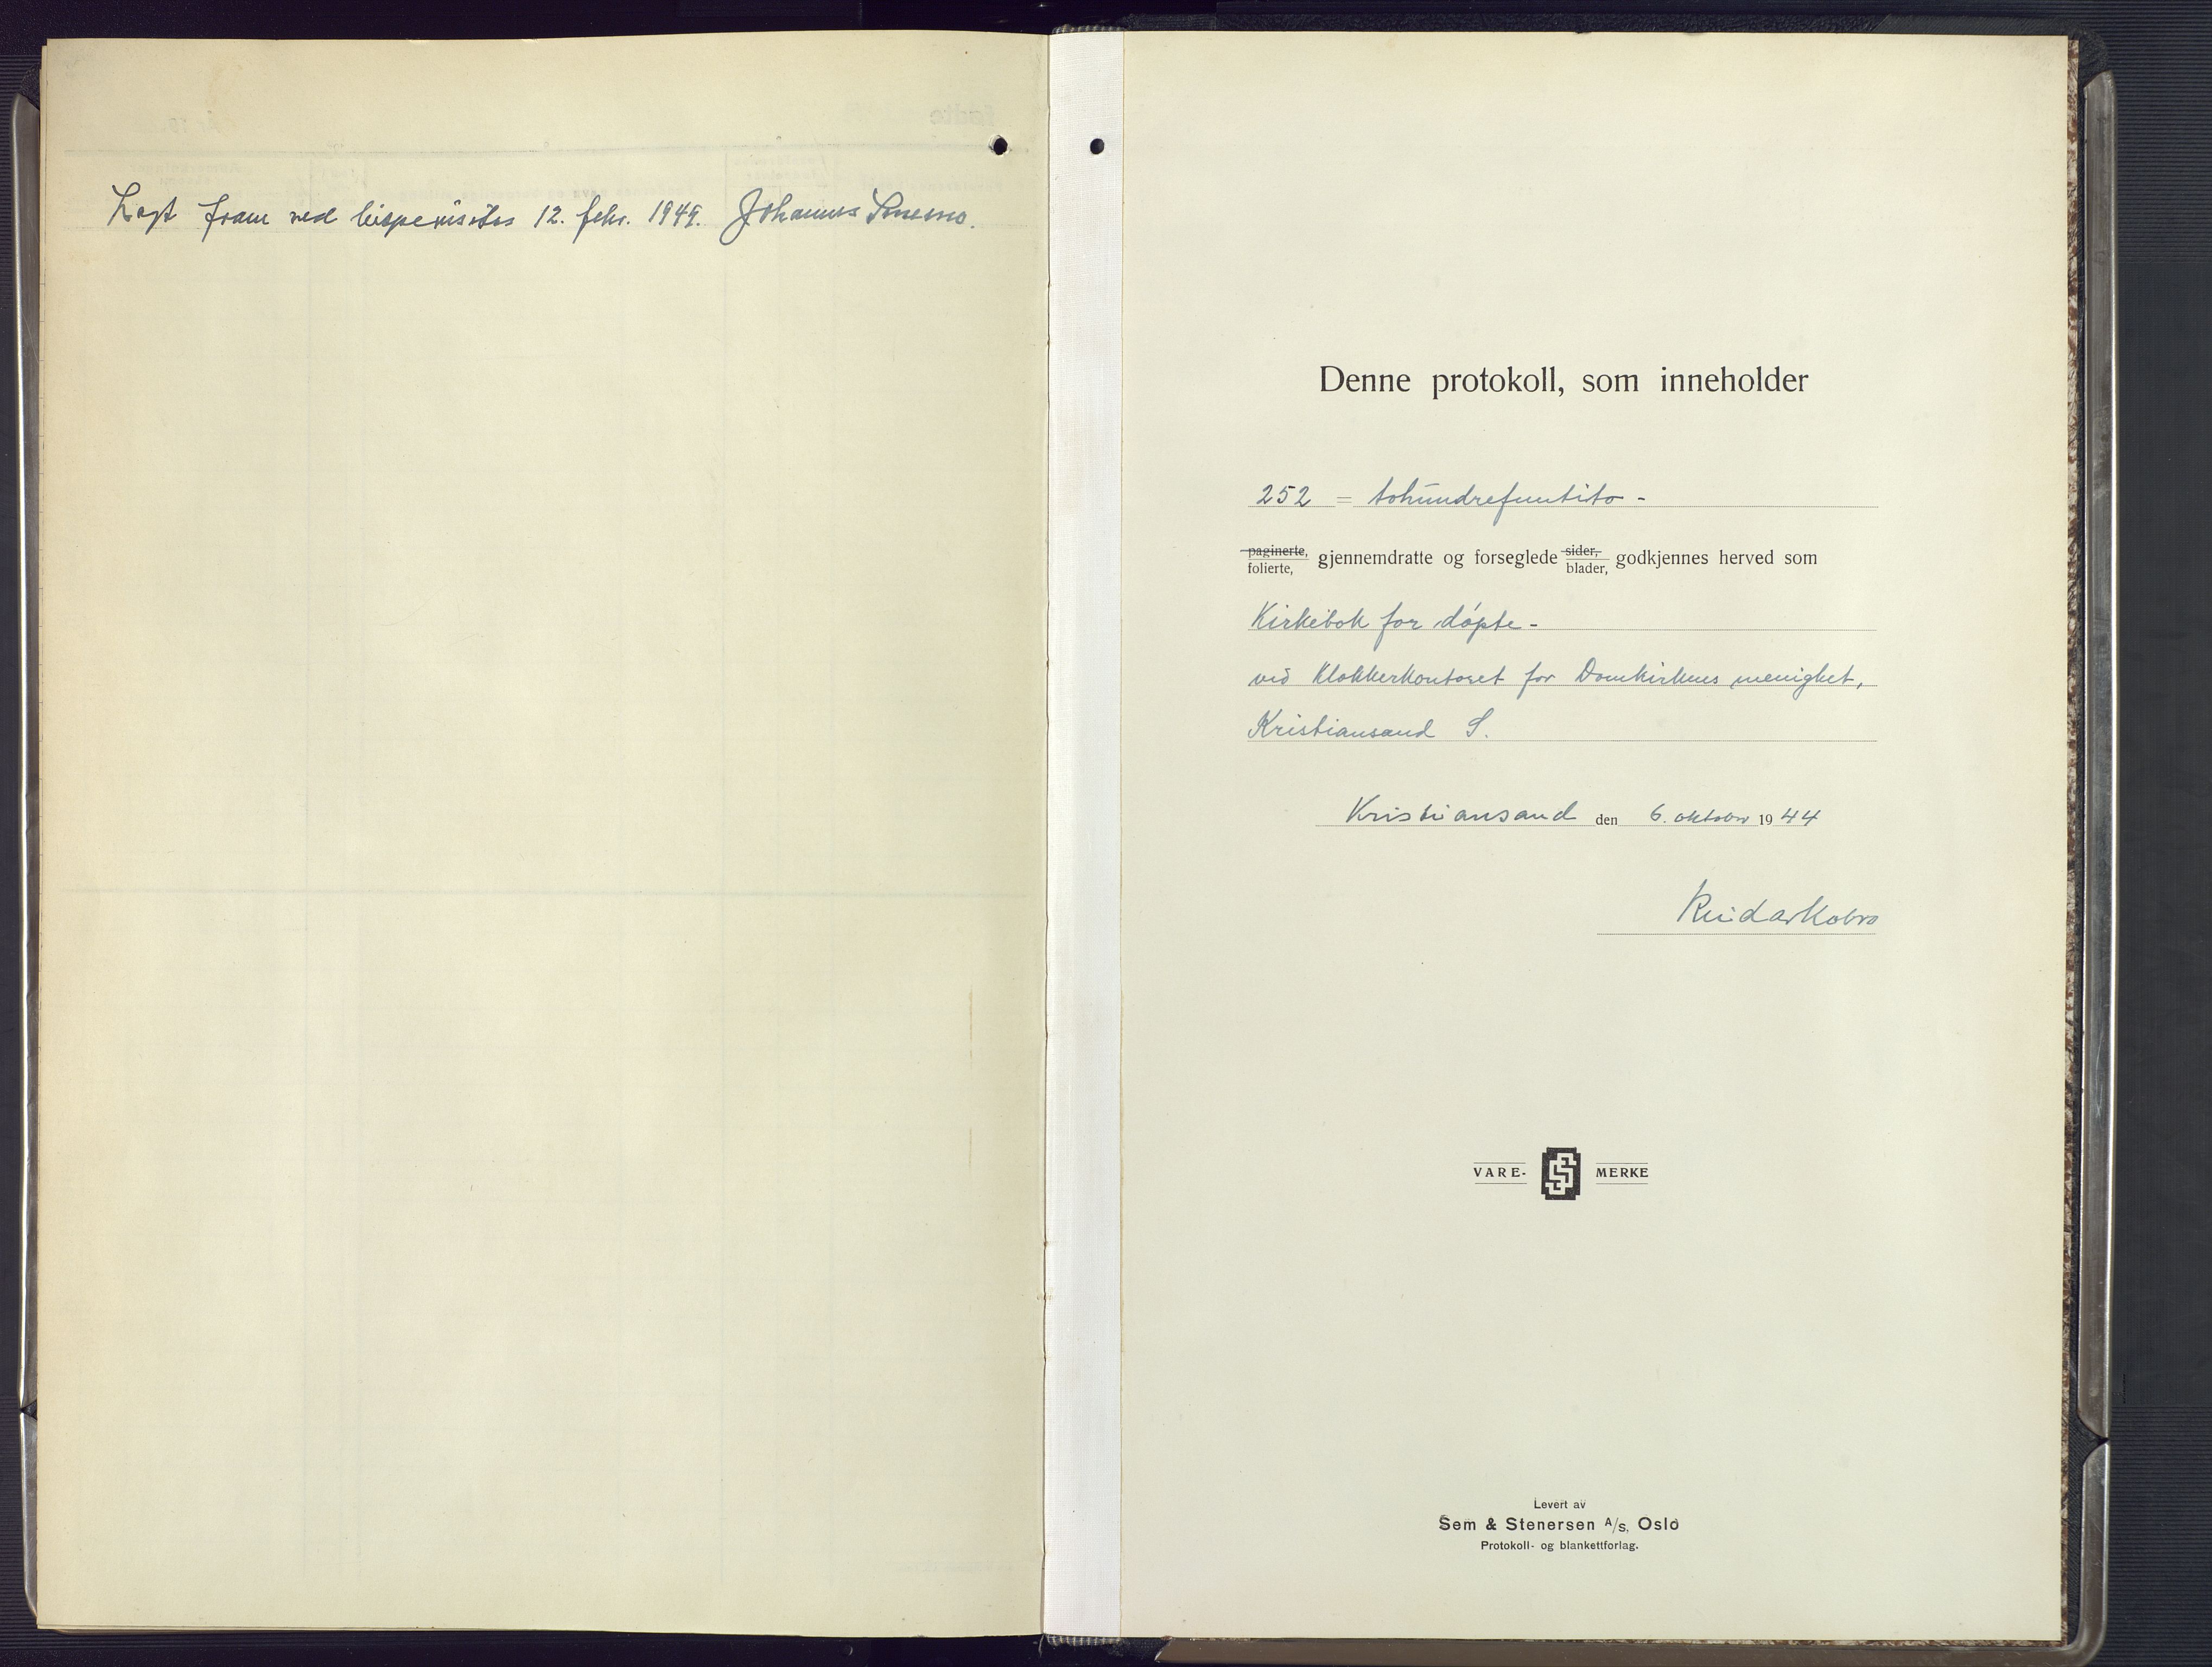 Lagt fram ved bispevisitas 12. febr. 1949. Johannes Smemo.
Denne protokoll, som inneholder
252 = tohundrefemtito -
paginerte, gjennemdratte og forseglede sider, godkjennes herved som
folierte, blader,
Kirkebok for døpte -
ved Klokkerkontoret for Domkirkens menighet,
Kristiansand S.
Kristiansand den 6. oktober 1944
Reidar Kobro
VARE- MERKE
Levert av
Sem & Stenersen A/s, Oslo
Protokoll- og blankettforlag.